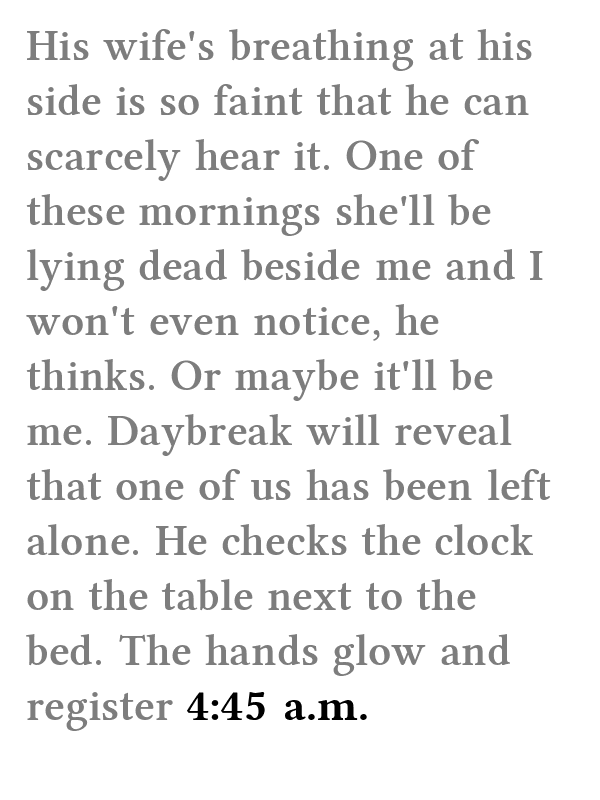 His wife's breathing at his
side is so faint that he can
scarcely hear it. One of
these mornings she'll be
lying dead beside me and I
won't even notice, he
thinks. Or maybe it'll be
me. Daybreak will reveal
that one of us has been left
alone. He checks the clock
on the table next to the
bed. The hands glow and
register 4:45 a.m.